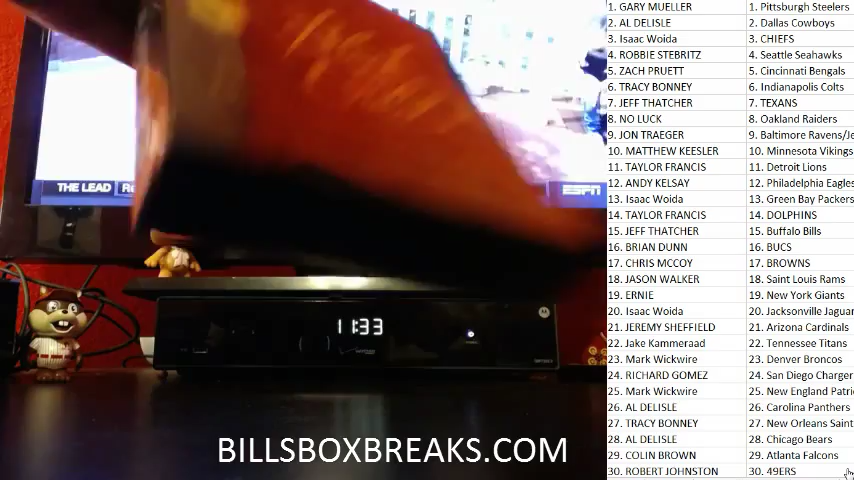 THE LEAD
ESPN
11:33
BILLSBOXBREAKS.COM
1. GARY MUELLER 1. Pittsburgh Steelers
2. AL DELISLE 2. Dallas Cowboys
3. Isaac Woida 3. CHIEFS
4. ROBBIE STEBRITZ 4. Seattle Seahawks
5. ZACH PRUETT 5. Cincinnati Bengals
6. TRACY BONNEY 6. Indianapolis Colts
7. JEFF THATCHER 7. TEXANS
8. NO LUCK 8. Oakland Raiders
9. JON TRAEGER 9. Baltimore Ravens/Je
10. MATTHEW KEESLER 10. Minnesota Vikings
11. TAYLOR FRANCIS 11. Detroit Lions
12. ANDY KELSAY 12. Philadelphia Eagles
13. Isaac Woida 13. Green Bay Packers
14. TAYLOR FRANCIS 14. DOLPHINS
15. JEFF THATCHER 15. Buffalo Bills
16. BRIAN DUNN 16. BUCS
17. CHRIS MCCOY 17. BROWNS
18. JASON WALKER 18. Saint Louis Rams
19. ERNIE 19. New York Giants
20. Isaac Woida 20. Jacksonville Jaguar
21. JEREMY SHEFFIELD 21. Arizona Cardinals
22. Jake Kammeraad 22. Tennessee Titans
23. Mark Wickwire 23. Denver Broncos
24. RICHARD GOMEZ 24. San Diego Charger
25. Mark Wickwire 25. New England Patri
26. AL DELISLE 26. Carolina Panthers
27. TRACY BONNEY 27. New Orleans Saint
28. AL DELISLE 28. Chicago Bears
29. COLIN BROWN 29. Atlanta Falcons
30. ROBERT JOHNSTON 30. 49ERS